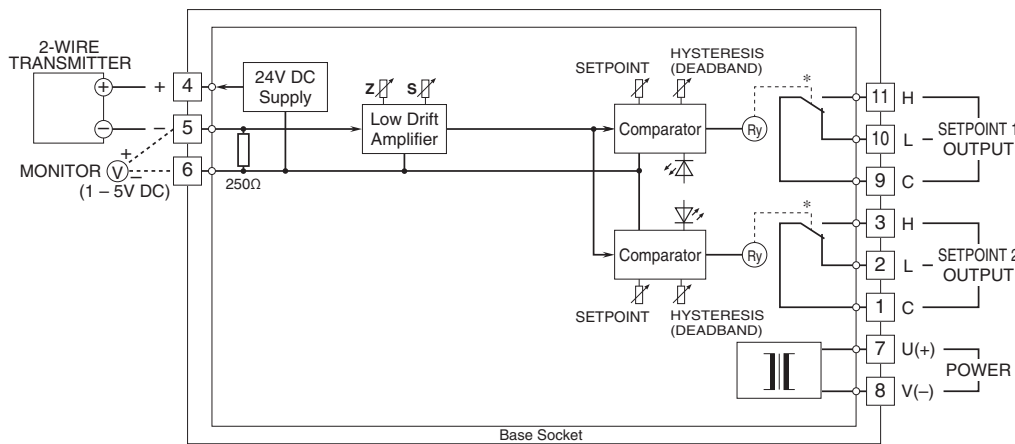 2-WIRE
TRANSMITTER
+
−
+
−
4
5
6
MONITOR
V
+
−
(1 – 5V DC)
24V DC
Supply
250Ω
Z
S
Low Drift
Amplifier
SETPOINT
HYSTERESIS
(DEADBAND)
Comparator
Ry
*
11
H
10
L
9
C
SETPOINT 1
OUTPUT
Comparator
Ry
*
SETPOINT
HYSTERESIS
(DEADBAND)
3
H
2
L
1
C
SETPOINT 2
OUTPUT
7
U(+)
8
V(−)
POWER
Base Socket